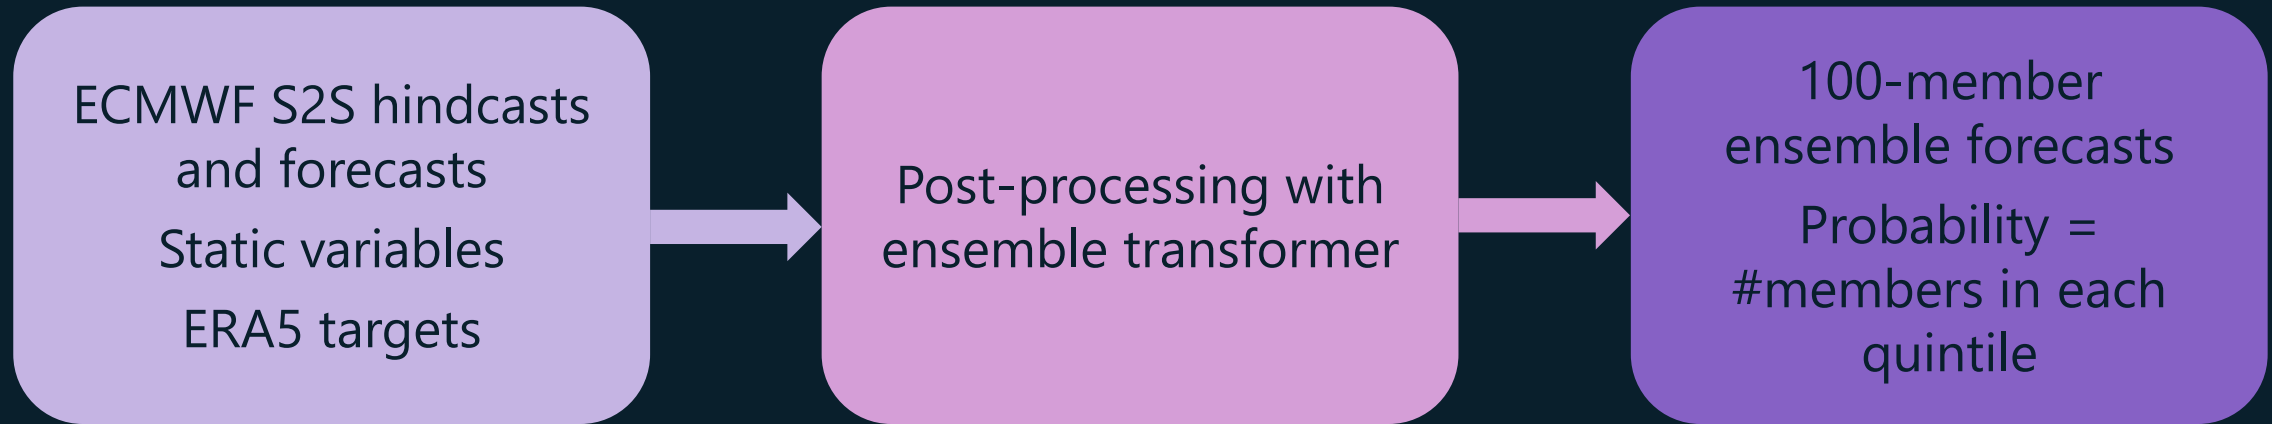 ECMWF S2S hindcasts
and forecasts
Static variables
ERA5 targets
Post-processing with
ensemble transformer
100-member
ensemble forecasts
Probability =
#members in each
quintile